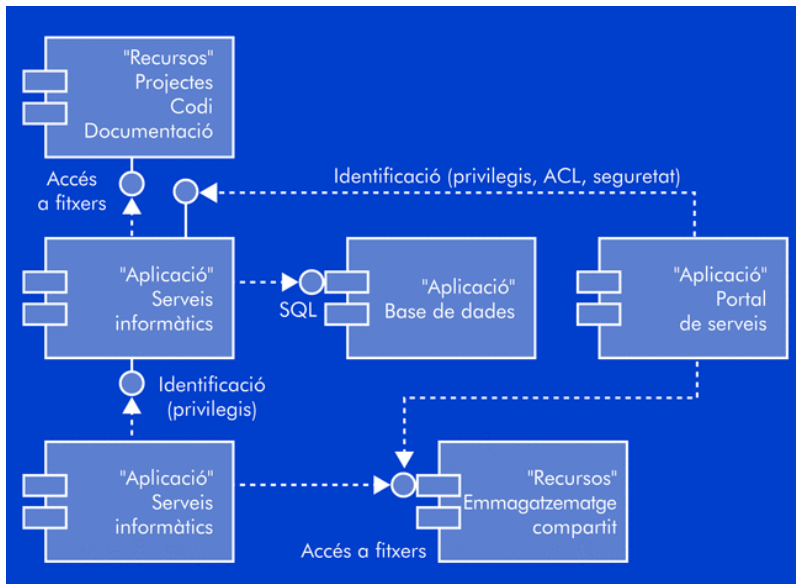 "Recursos"
Projectes
Codi
Documentació
Accés
a fitxers
Identificació (privilegis, ACL, seguretat)
"Aplicació"
Serveis
informàtics
SQL
"Aplicació"
Base de dades
"Aplicació"
Portal
de serveis
Identificació
(privilegis)
"Aplicació"
Serveis
informàtics
"Recursos"
Emmagatzematge
compartit
Accés a fitxers